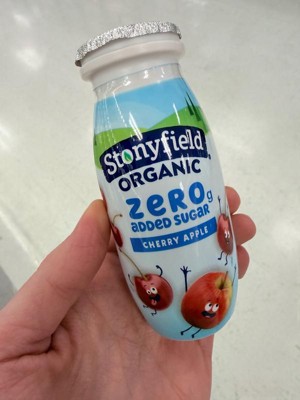 Stonyfield
ORGANIC
ZERO g
ADDED SUGAR
CHERRY APPLE